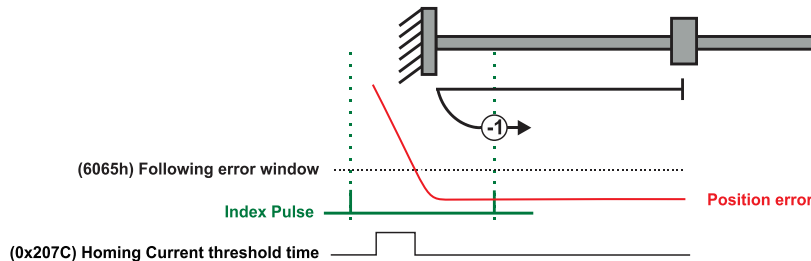 -1
(6065h) Following error window
Position error
Index Pulse
(0x207C) Homing Current threshold time